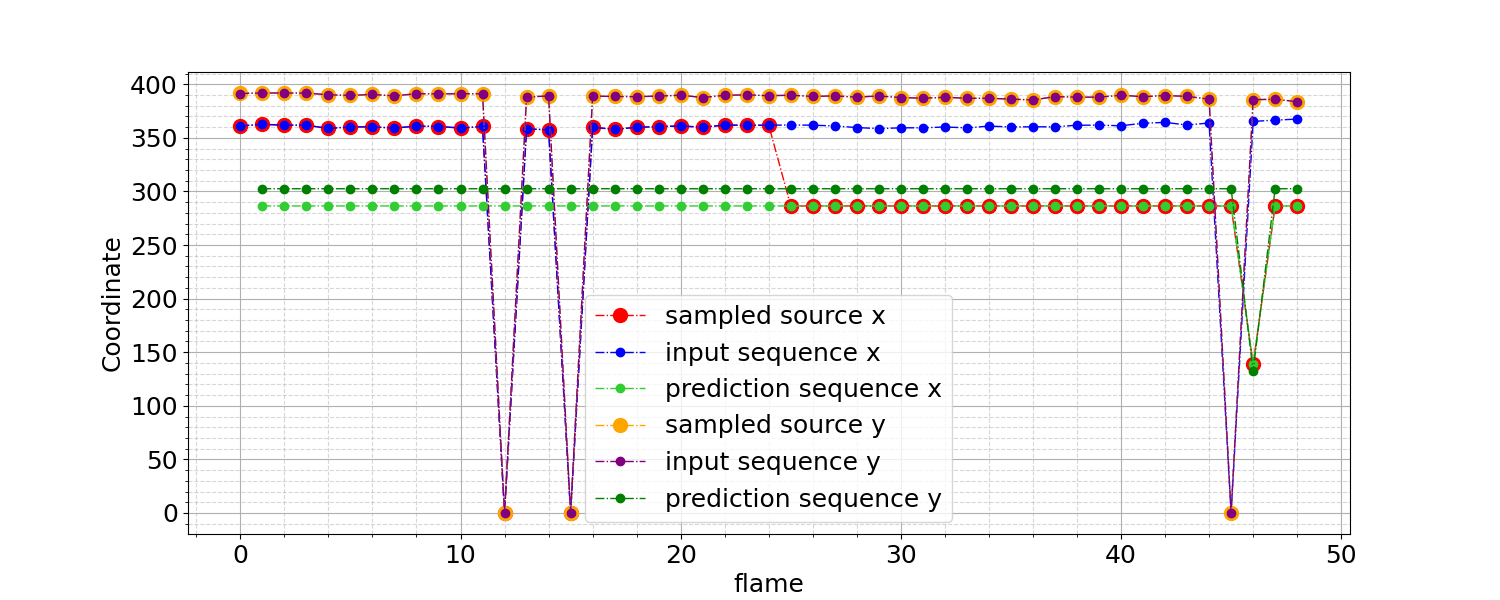 400
350
300
250
200
150
100
50
0
Coordinate
sampled source x
input sequence x
prediction sequence x
sampled source y
input sequence y
prediction sequence y
0 10 20 30 40 50
flame